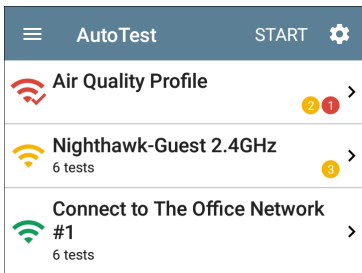 AutoTest START
Air Quality Profile
2 1
Nighthawk-Guest 2.4GHz
6 tests
3
Connect to The Office Network
#1
6 tests